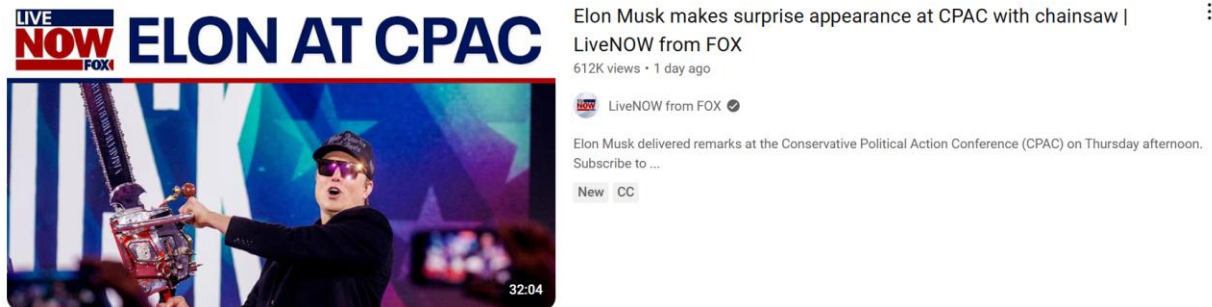 LIVE
NOW
FOX
ELON AT CPAC
32:04
Elon Musk makes surprise appearance at CPAC with chainsaw |
LiveNOW from FOX
612K views • 1 day ago
LiveNOW from FOX
Elon Musk delivered remarks at the Conservative Political Action Conference (CPAC) on Thursday afternoon.
Subscribe to ...
New CC